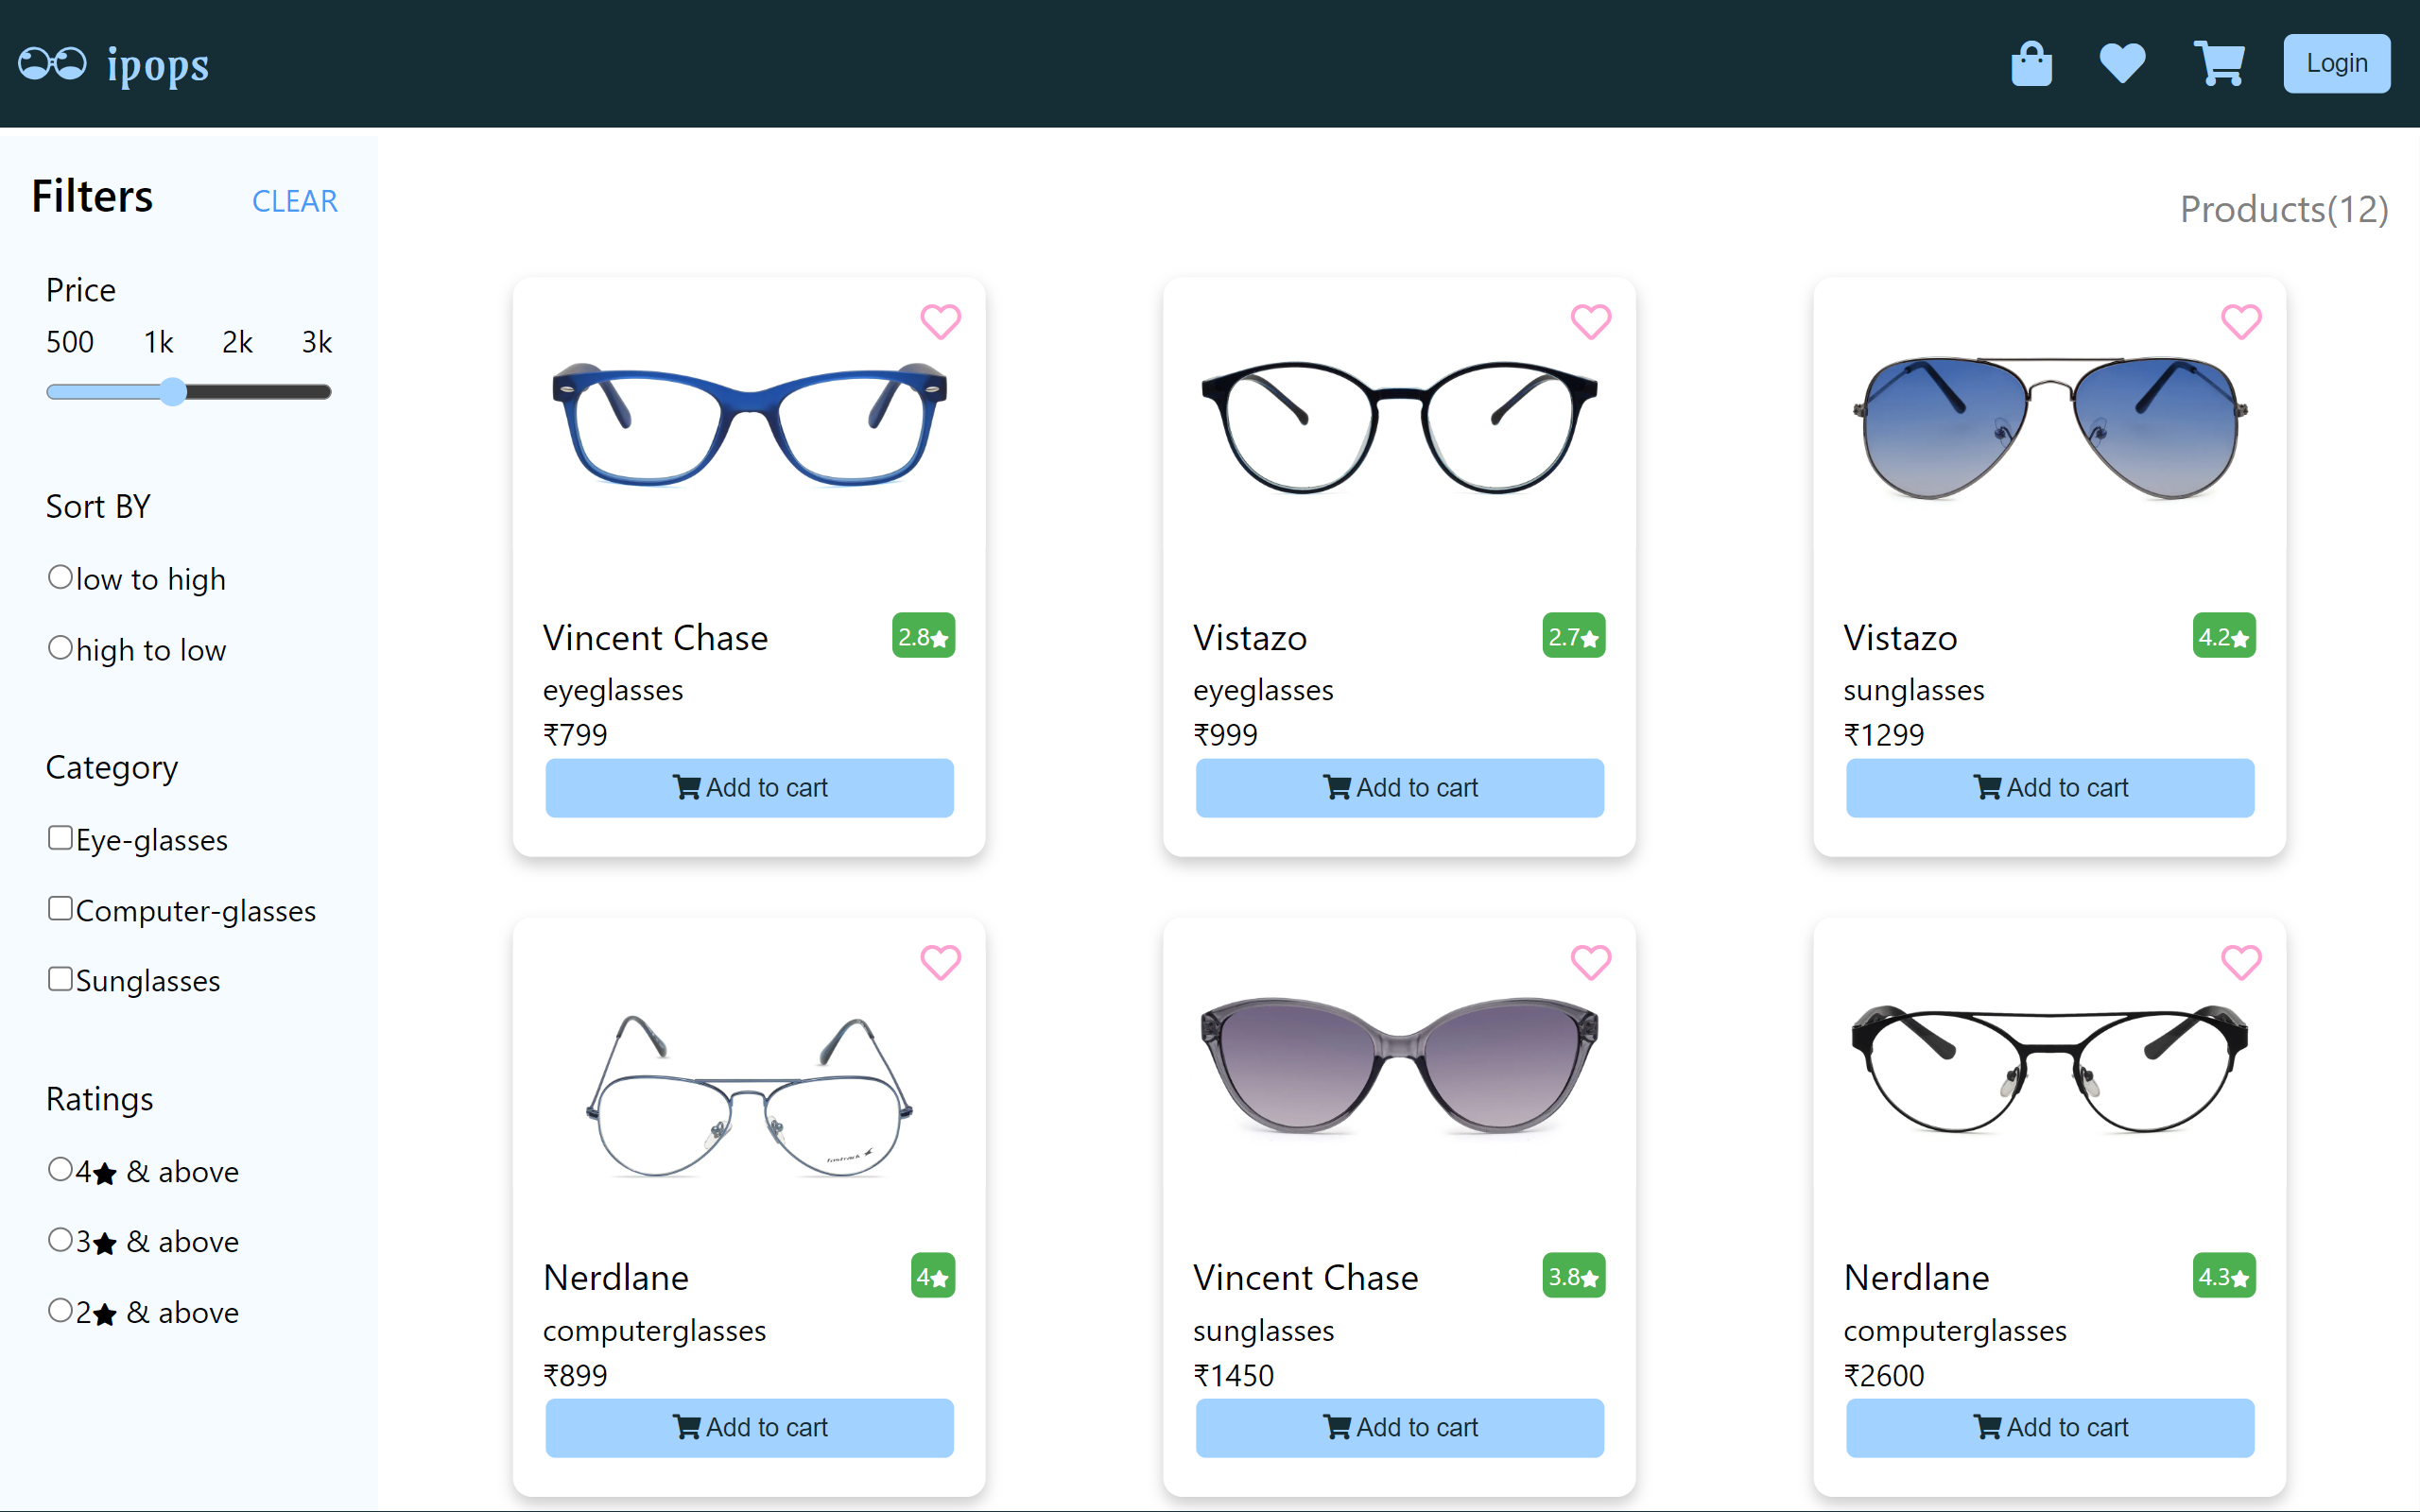 ipops
Login
Filters
CLEAR
Products(12)
Price
500 1k 2k 3k
Sort BY
low to high
high to low
Category
Eye-glasses
Computer-glasses
Sunglasses
Ratings
4★ & above
3★ & above
2★ & above
Vincent Chase 2.8★
eyeglasses
₹799
Add to cart
Vistazo 2.7★
eyeglasses
₹999
Add to cart
Vistazo 4.2★
sunglasses
₹1299
Add to cart
fastrack
Nerdlane 4★
computerglasses
₹899
Add to cart
Vincent Chase 3.8★
sunglasses
₹1450
Add to cart
Nerdlane 4.3★
computerglasses
₹2600
Add to cart